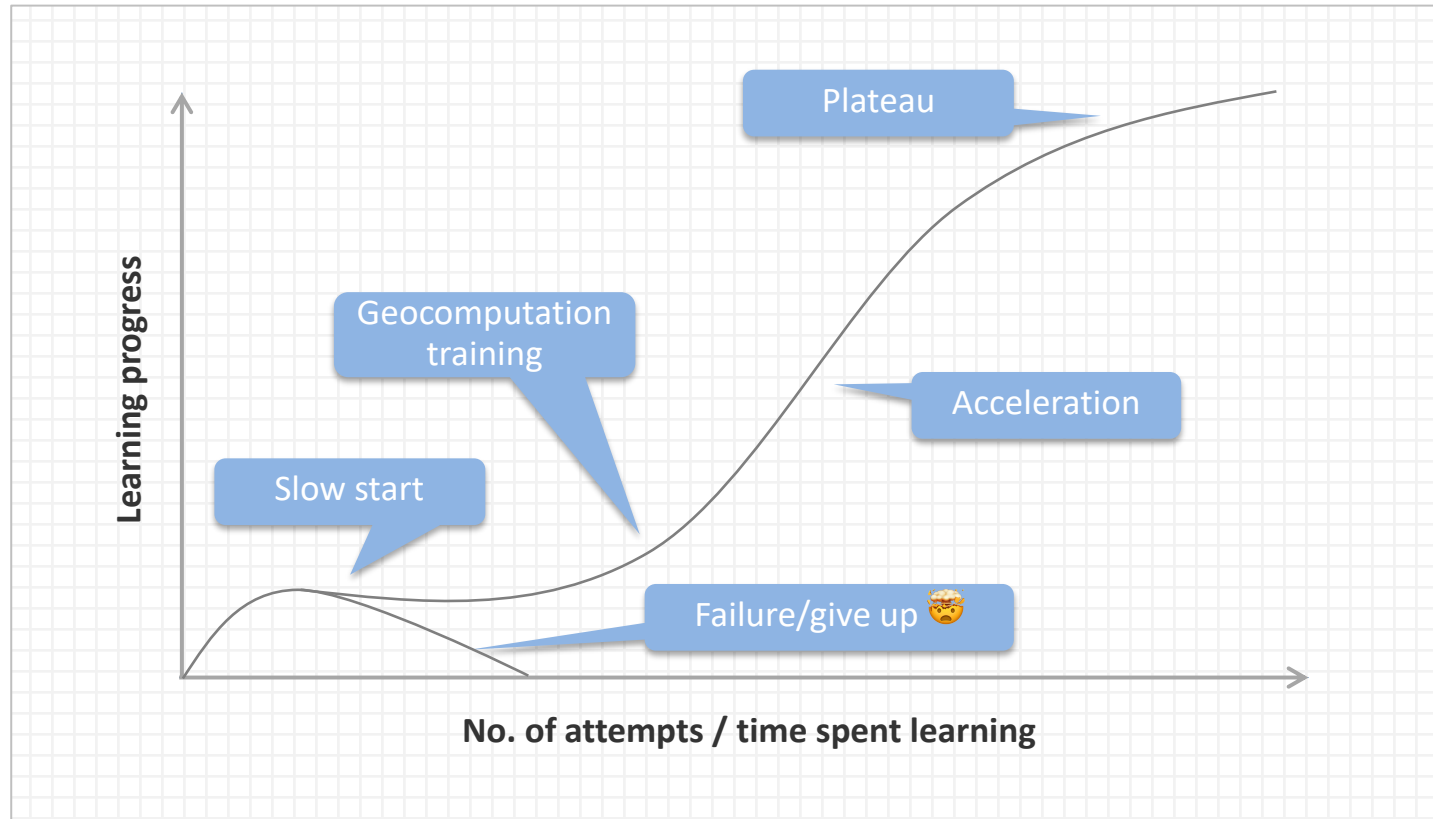 Plateau
Geocomputation
training
Acceleration
Slow start
Failure/give up 🤯
Learning progress
No. of attempts / time spent learning